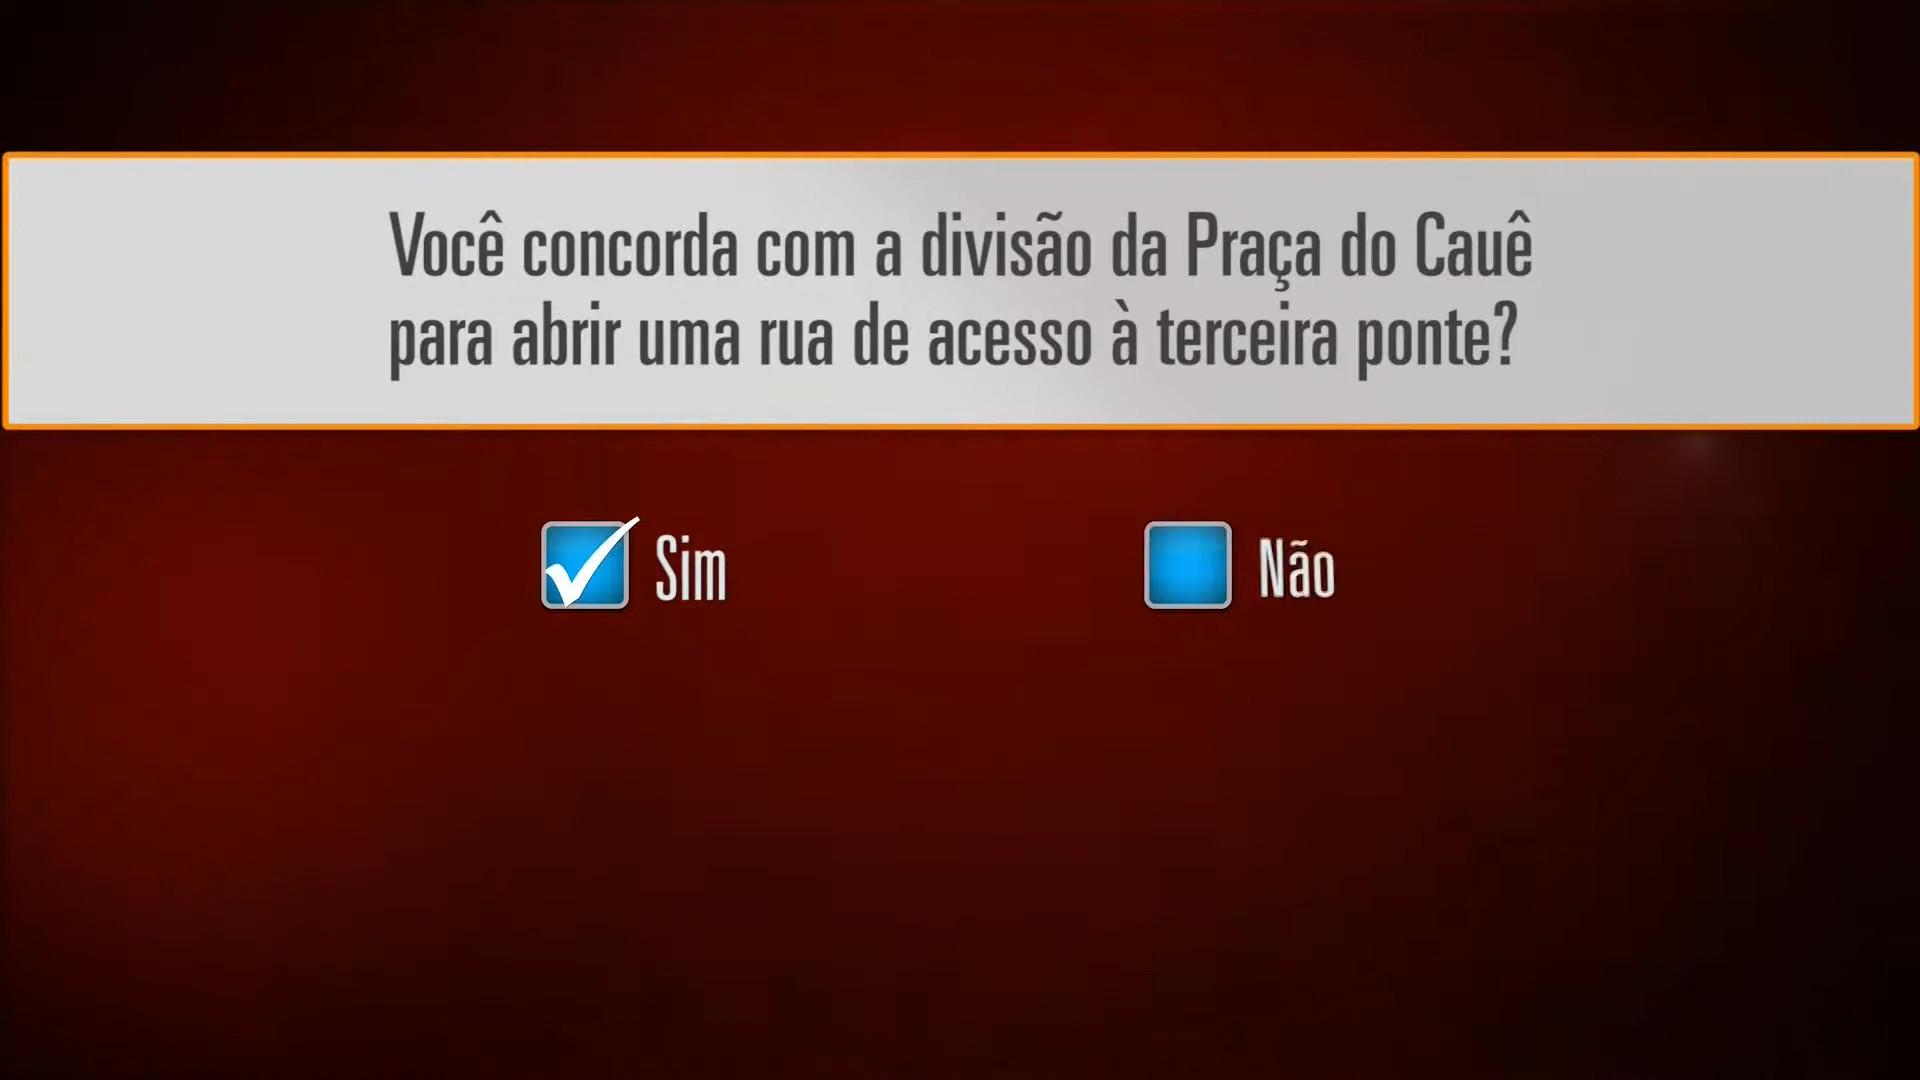 Você concorda com a divisão da Praça do Cauê
para abrir uma rua de acesso à terceira ponte?
Sim
Não